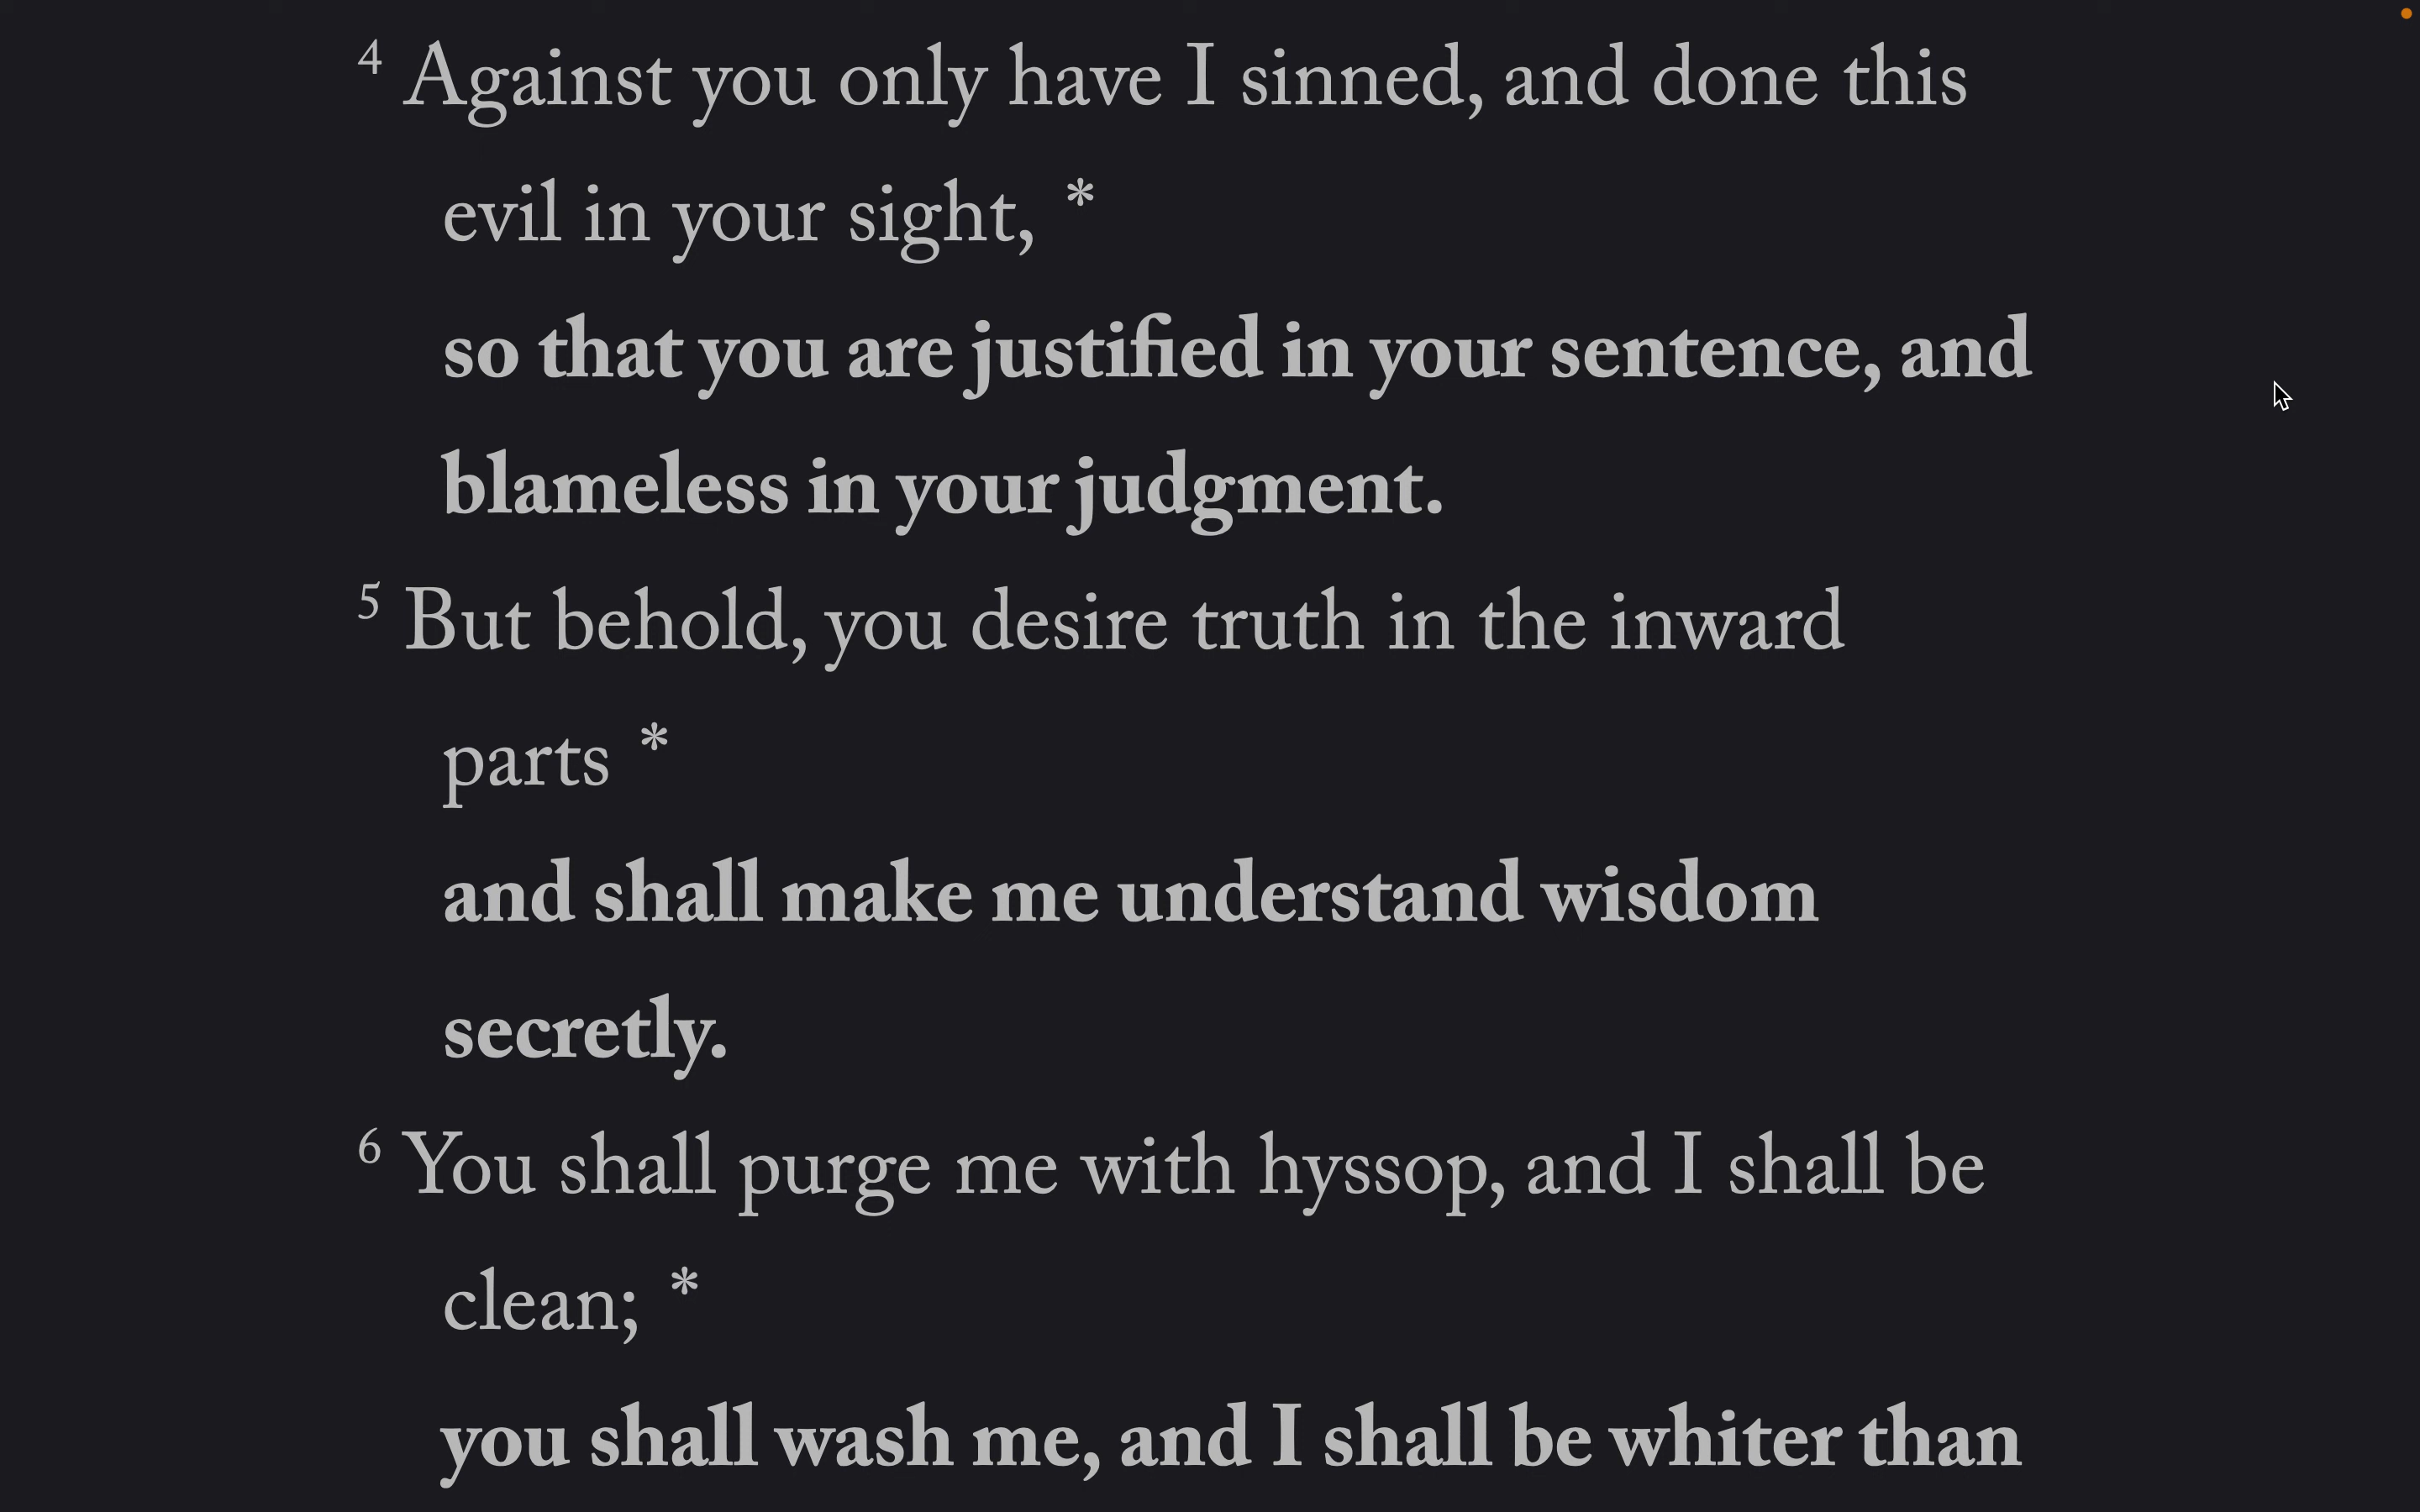 4 Against you only have I sinned, and done this
evil in your sight, *
so that you are justified in your sentence, and
blameless in your judgment.
5 But behold, you desire truth in the inward
parts *
and shall make me understand wisdom
secretly.
6 You shall purge me with hyssop, and I shall be
clean; *
you shall wash me, and I shall be whiter than